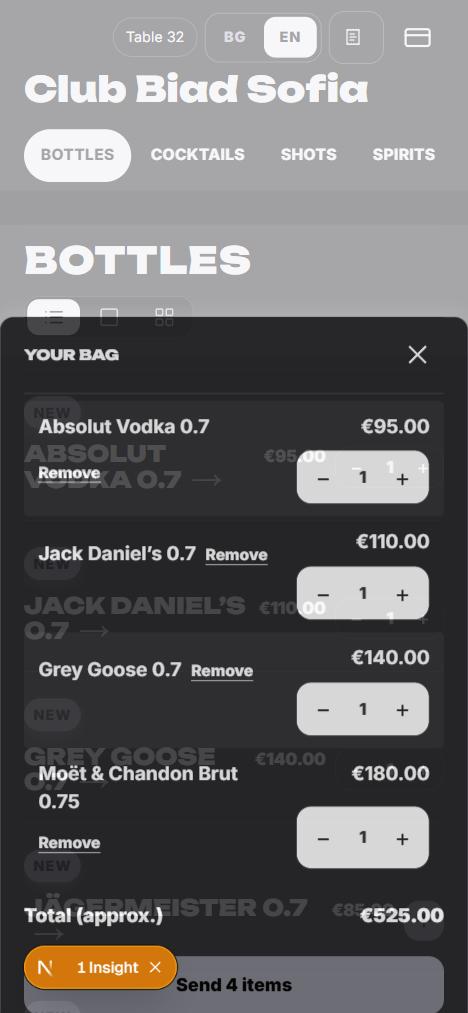 Table 32
BG
EN
Club Biad Sofia
BOTTLES
COCKTAILS
SHOTS
SPIRITS
BOTTLES
YOUR BAG
NEW
Absolut Vodka 0.7
€95.00
ABSOLUT
VODKA 0.7 →
€95.00
− 1 +
Remove
− 1 +
Jack Daniel's 0.7
Remove
€110.00
NEW
− 1 +
JACK DANIEL'S
0.7 →
€110.00
− 1 +
Grey Goose 0.7
Remove
€140.00
− 1 +
NEW
GREY GOOSE
0.7 →
€140.00
Moët & Chandon Brut
0.75
€180.00
Remove
− 1 +
NEW
JÄGERMEISTER 0.7
→
Total (approx.)
€525.00
N
1 Insight
Send 4 items